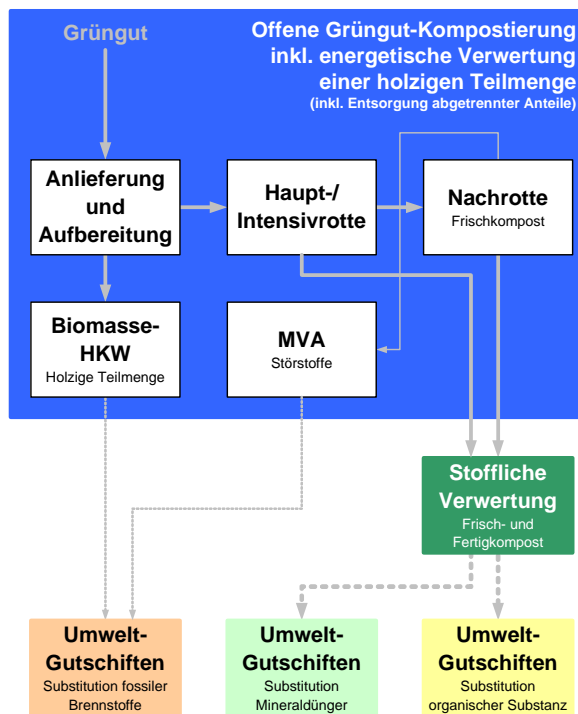 Grüngut
Offene Grüngut-Kompostierung
inkl. energetische Verwertung
einer holzigen Teilmenge
(inkl. Entsorgung abgetrennter Anteile)
Anlieferung
und
Aufbereitung
Haupt-/
Intensivrotte
Nachrotte
Frischkompost
Biomasse-
HKW
Holzige Teilmenge
MVA
Störstoffe
Stoffliche
Verwertung
Frisch- und
Fertigkompost
Umwelt-
Gutschiften
Substitution fossiler
Brennstoffe
Umwelt-
Gutschiften
Substitution
Mineraldünger
Umwelt-
Gutschiften
Substitution
organischer Substanz